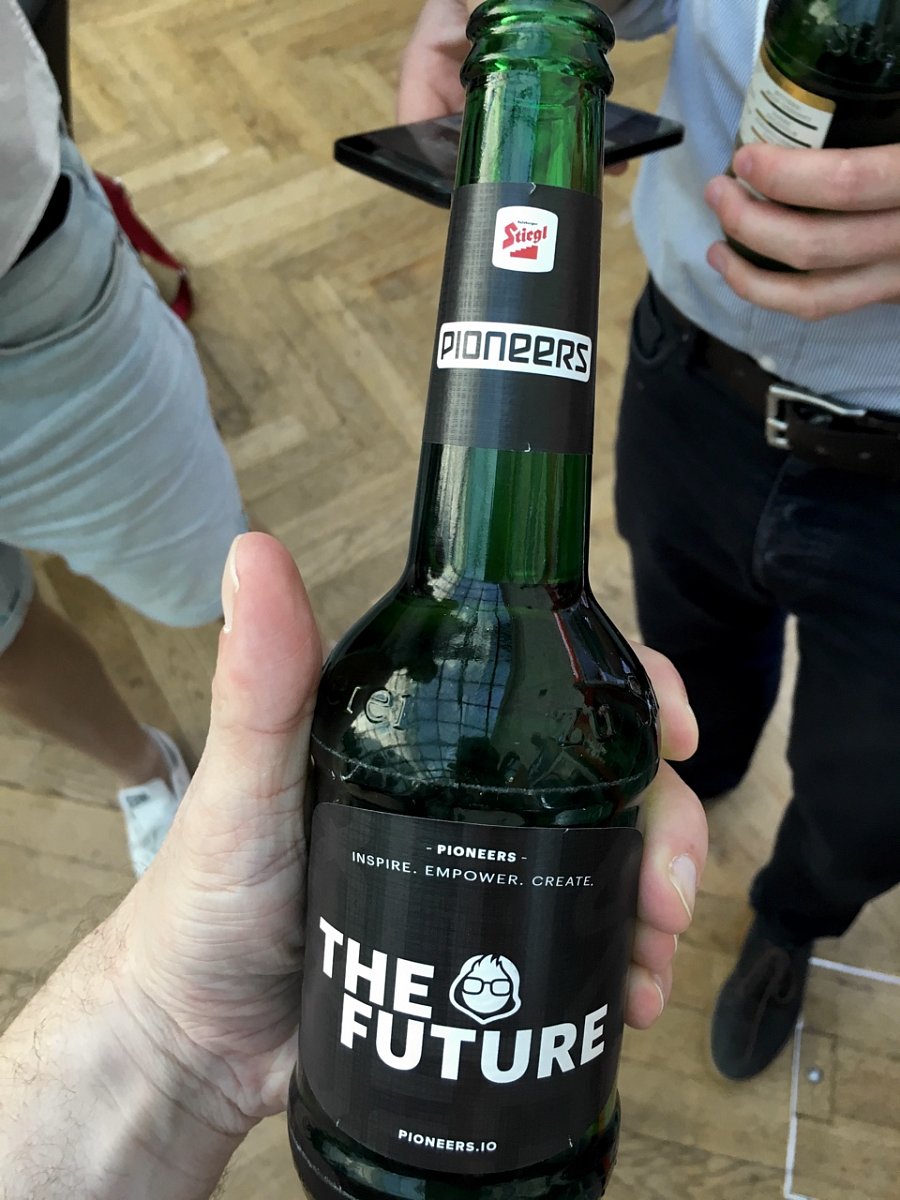 Stiegl
PIONEERS
- PIONEERS -
INSPIRE. EMPOWER. CREATE.
THE
FUTURE
PIONEERS.IO